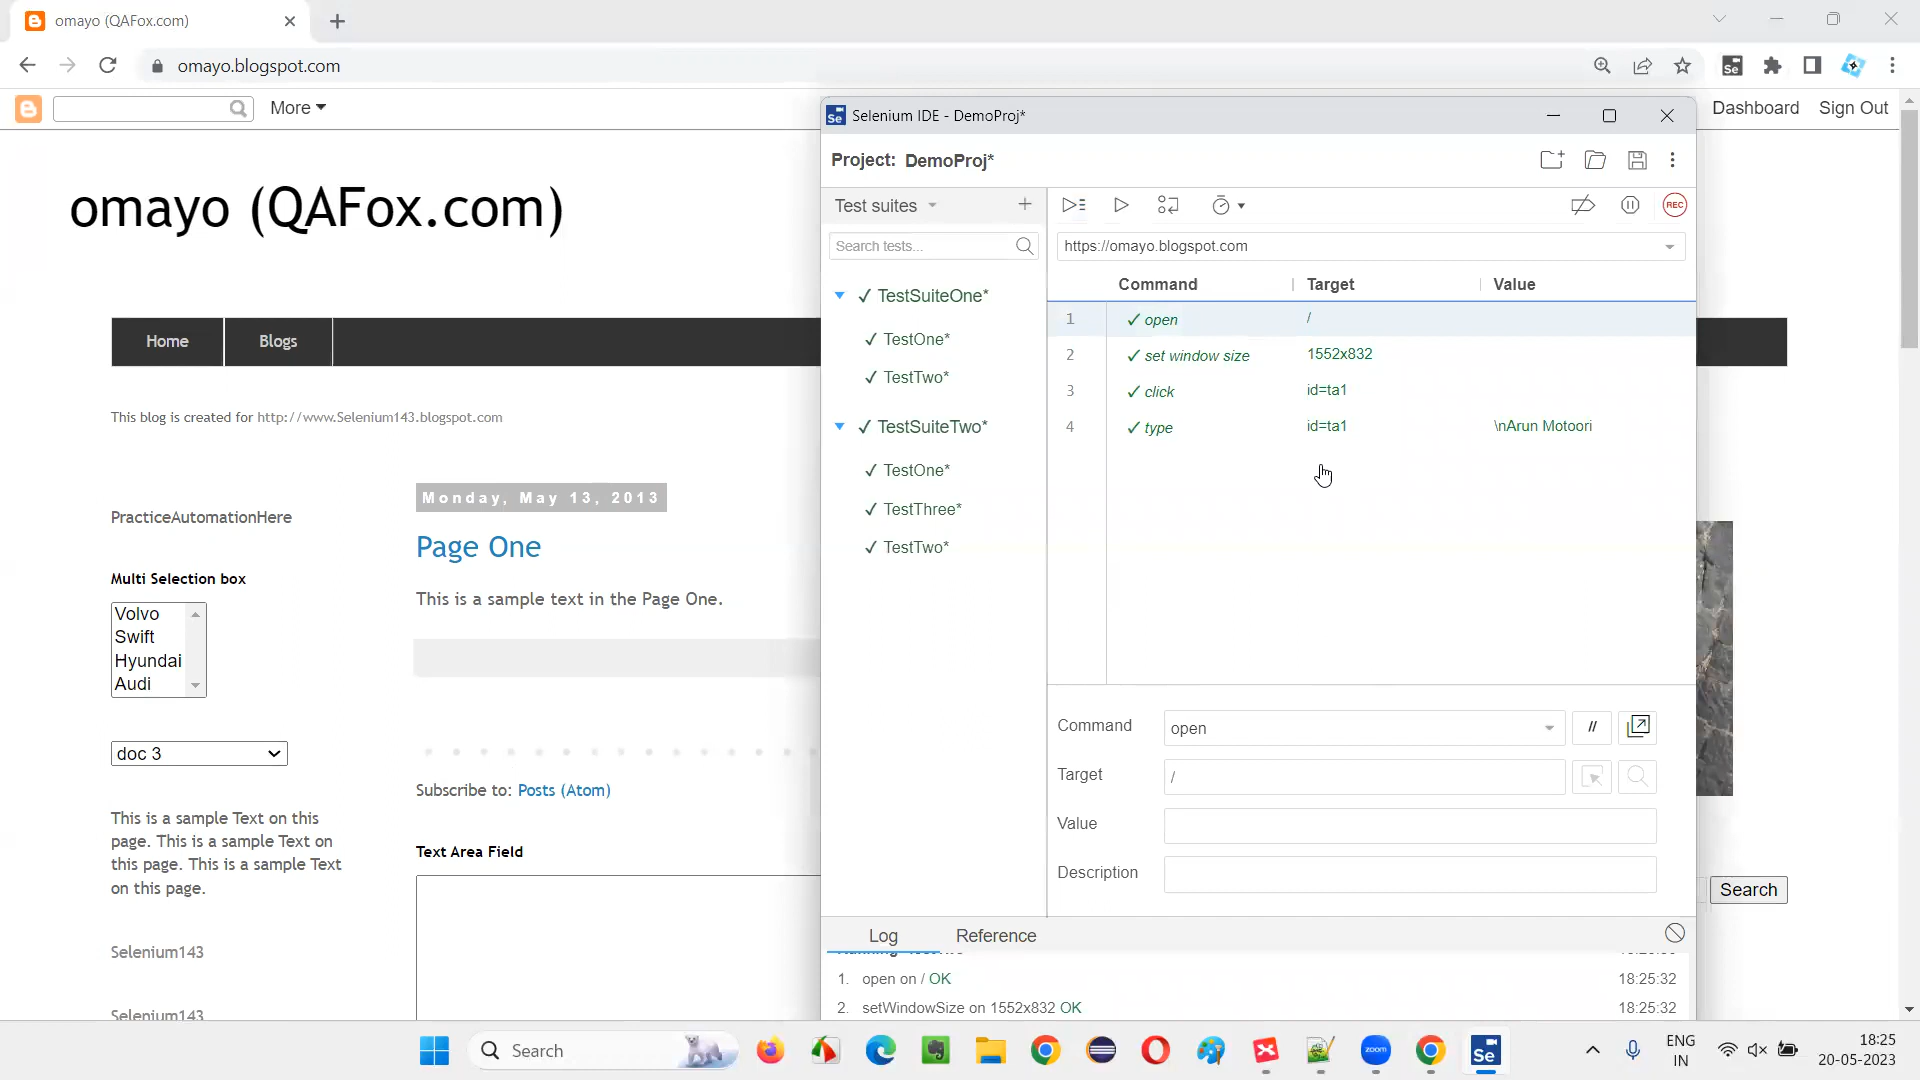 omayo (QAFox.com)
omayo.blogspot.com
More
Dashboard
Sign Out
omayo (QAFox.com)
Home
Blogs
This blog is created for http://www.Selenium143.blogspot.com
PracticeAutomationHere
Multi Selection box
Volvo
Swift
Hyundai
Audi
doc 3
This is a sample Text on this
page. This is a sample Text on
this page. This is a sample Text
on this page.
Selenium143
Selenium143
Monday, May 13, 2013
Page One
This is a sample text in the Page One.
Subscribe to: Posts (Atom)
Text Area Field
Search
Se Selenium IDE - DemoProj*
Project: DemoProj*
Test suites
Search tests...
TestSuiteOne*
TestOne*
TestTwo*
TestSuiteTwo*
TestOne*
TestThree*
TestTwo*
REC
https://omayo.blogspot.com
Command Target Value
1 open /
2 set window size 1552x832
3 click id=ta1
4 type id=ta1 \nArun Motoori
Command open //
Target /
Value
Description
Log Reference
1. open on / OK 18:25:32
2. setWindowSize on 1552x832 OK 18:25:32
Search
zoom
Se
ENG
IN
18:25
20-05-2023